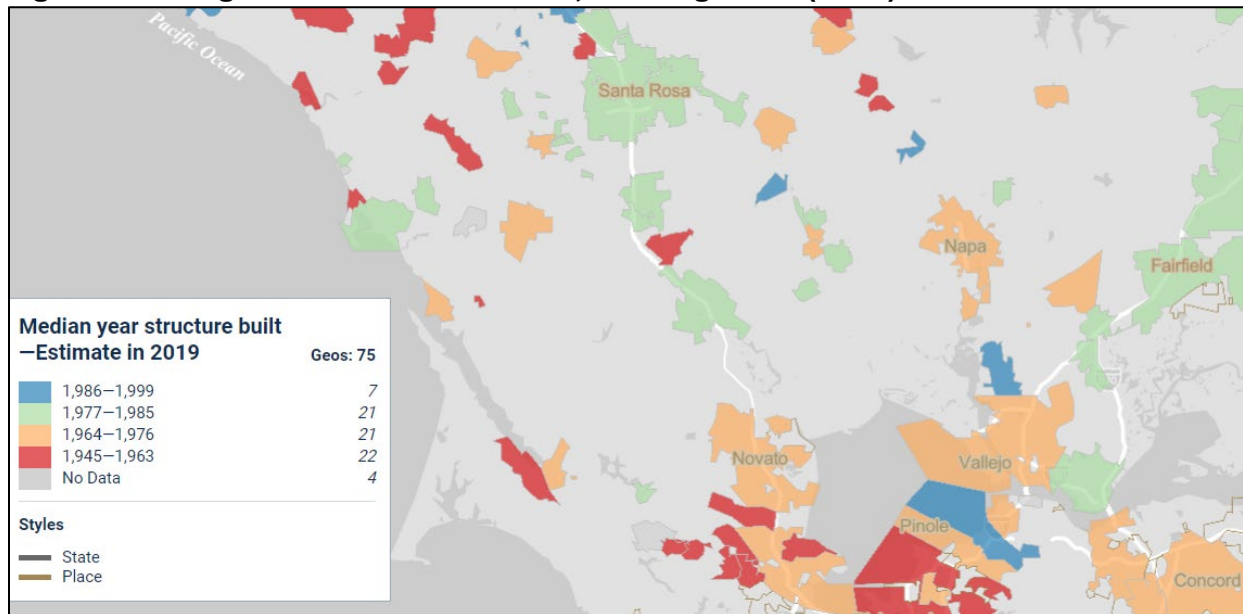 Pacific Ocean
Santa Rosa
Napa
Fairfield
Novato
Vallejo
Pinole
Concord
Median year structure built
—Estimate in 2019 Geos: 75
1,986—1,999 7
1,977—1,985 21
1,964—1,976 21
1,945—1,963 22
No Data 4
Styles
State
Place